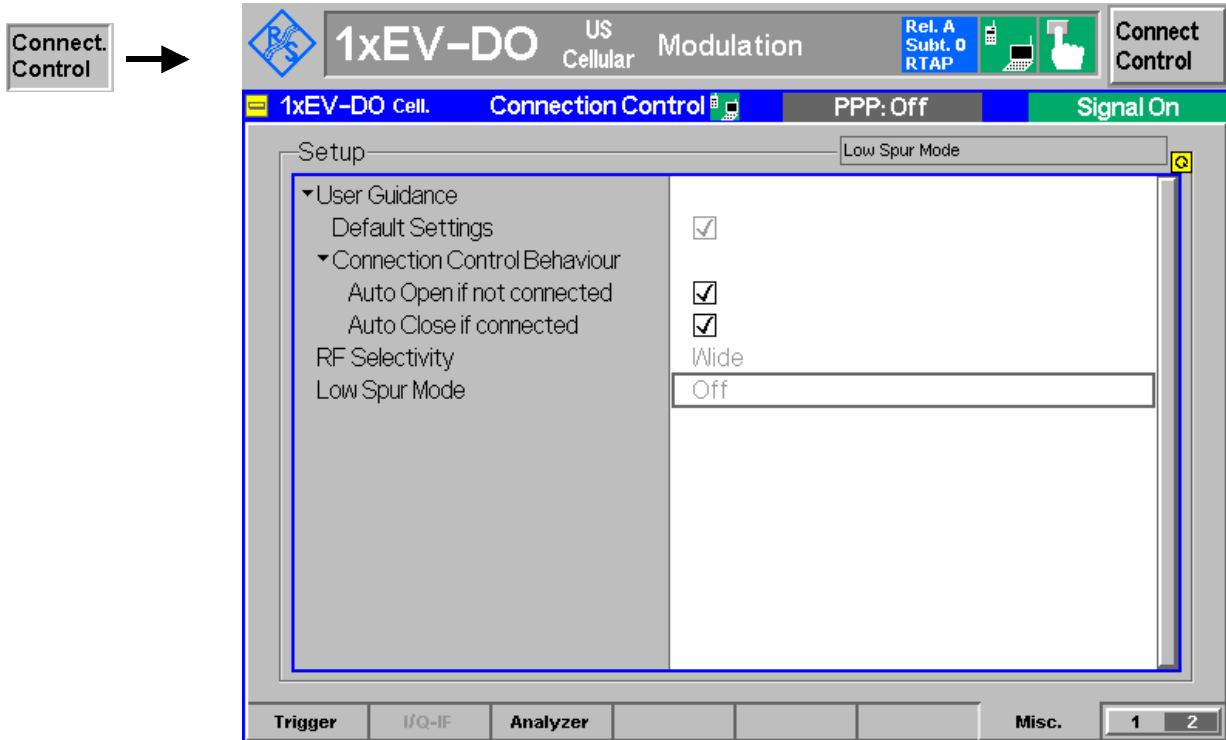 Connect.
Control
R S
1xEV-DO US Cellular Modulation
Rel. A
Subt. 0
RTAP
Connect
Control
1xEV-DO Cell. Connection Control PPP: Off Signal On
Setup Low Spur Mode
User Guidance
Default Settings
Connection Control Behaviour
Auto Open if not connected
Auto Close if connected
RF Selectivity Wide
Low Spur Mode Off
Trigger I/Q-IF Analyzer Misc. 1 2